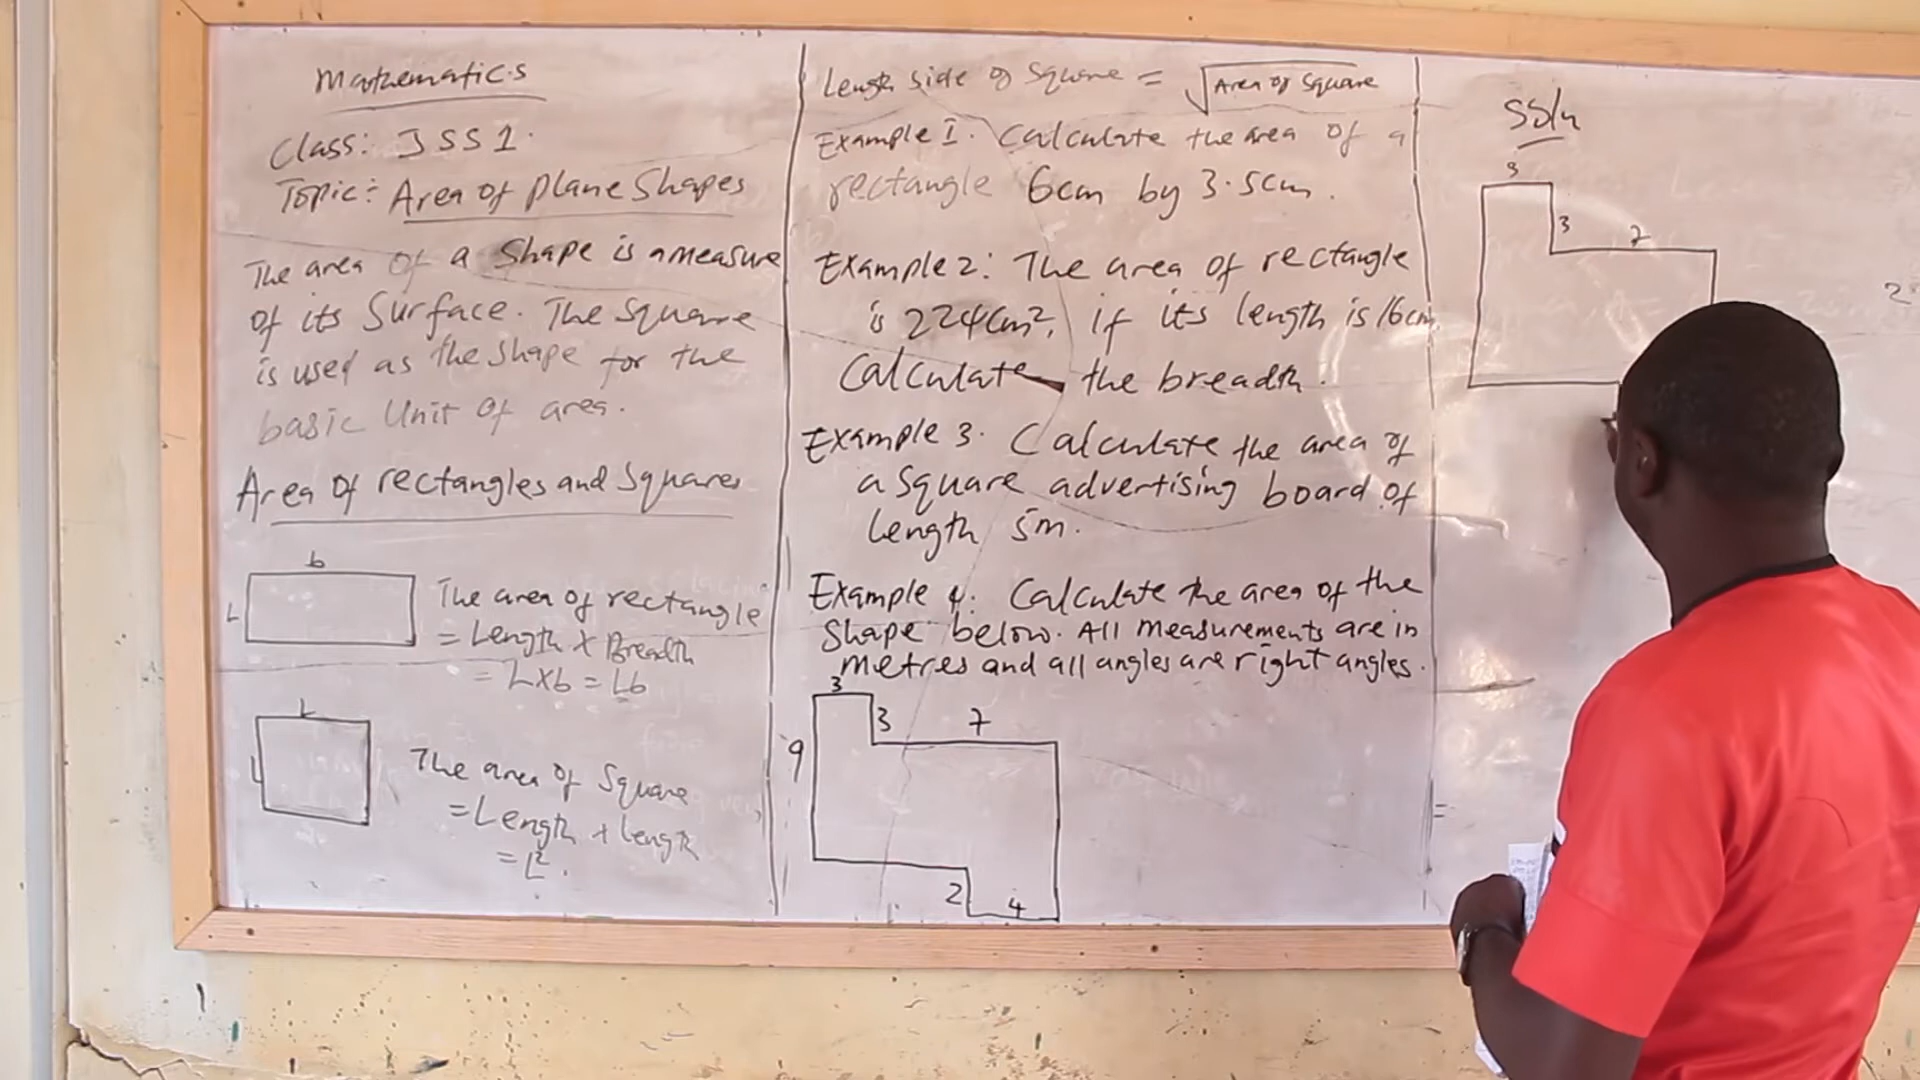 Mathematics
Class: JSS1.
Topic: Area of plane Shapes
The area of a Shape is a measure
of its Surface. The square
is used as the shape for the
basic Unit of area.
Area of rectangles and Squares
b
L
The area of rectangle
= Length x Breadth
= Lxb = Lb
L
L
The area of Square
= Length x Length
= L².
Length side of Square = √Area of Square
Example 1. Calculate the area of a
rectangle 6cm by 3.5cm.
Example 2: The area of rectangle
is 224cm², if its length is 16cm,
Calculate the breadth.
Example 3. Calculate the area of
a square advertising board of
Length 5m.
Example 4: Calculate the area of the
Shape below. All measurements are in
metres and all angles are right angles.
3
3
7
9
2
4
3
3
7